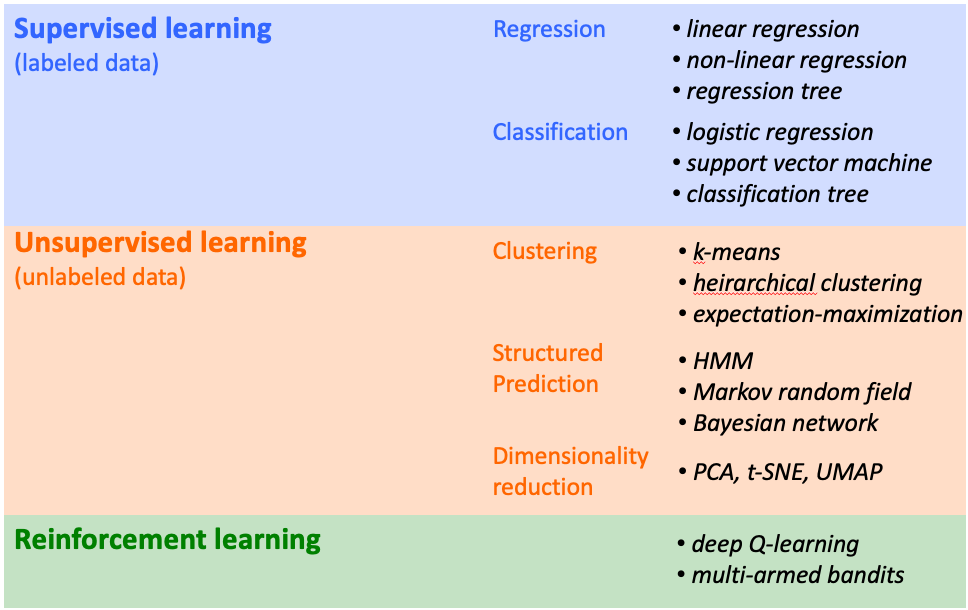 Supervised learning
(labeled data)
Regression
• linear regression
• non-linear regression
• regression tree
Classification
• logistic regression
• support vector machine
• classification tree
Unsupervised learning
(unlabeled data)
Clustering
• k-means
• heirarchical clustering
• expectation-maximization
Structured
Prediction
• HMM
• Markov random field
• Bayesian network
Dimensionality
reduction
• PCA, t-SNE, UMAP
Reinforcement learning
• deep Q-learning
• multi-armed bandits